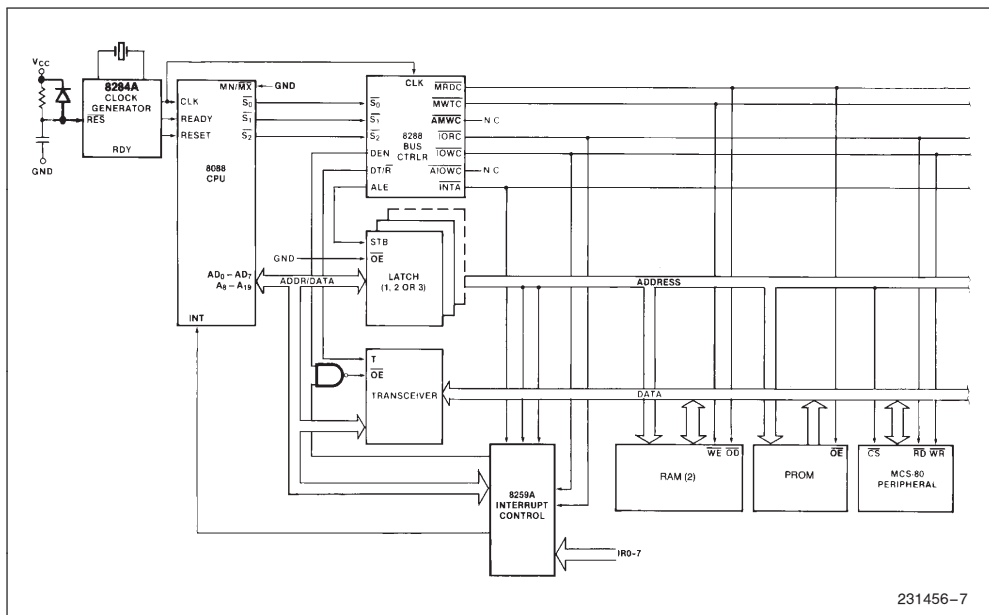 VCC
8284A
CLOCK
GENERATOR
RES
RDY
GND
MN/MX
GND
CLK
READY
RESET
S0
S1
S2
8088
CPU
AD0 – AD7
A8 – A19
INT
CLK
S0
S1
S2
DEN
DT/R
ALE
8288
BUS
CTRLR
MRDC
MWTC
AMWC
N C
IORC
IOWC
AIOWC
N C
INTA
STB
GND
OE
LATCH
(1, 2 OR 3)
ADDR/DATA
ADDRESS
T
OE
TRANSCEIVER
DATA
8259A
INTERRUPT
CONTROL
IR0-7
WE OD
RAM (2)
OE
PROM
CS
RD WR
MCS-80
PERIPHERAL
231456–7